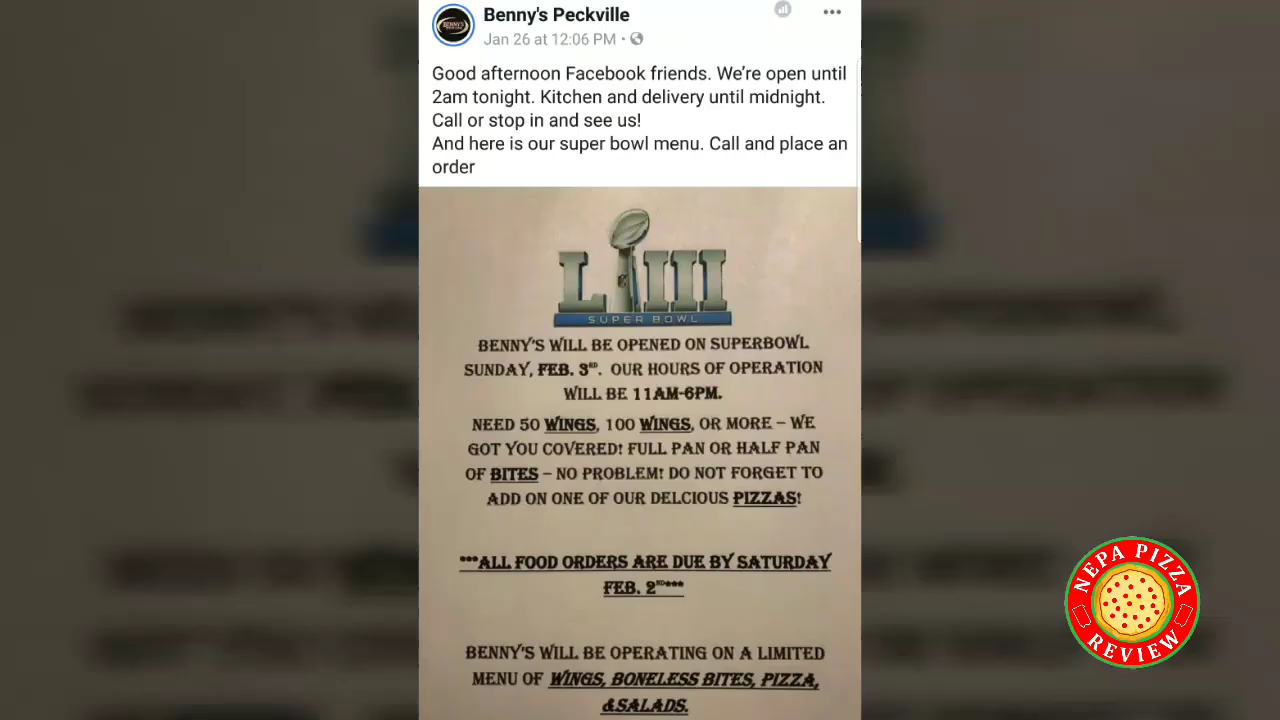 Benny's Peckville
Jan 26 at 12:06 PM ·
Good afternoon Facebook friends. We're open until
2am tonight. Kitchen and delivery until midnight.
Call or stop in and see us!
And here is our super bowl menu. Call and place an
order
LIII
SUPER BOWL
BENNY'S WILL BE OPENED ON SUPERBOWL
SUNDAY, FEB. 3RD. OUR HOURS OF OPERATION
WILL BE 11AM-6PM.
NEED 50 WINGS, 100 WINGS, OR MORE – WE
GOT YOU COVERED! FULL PAN OR HALF PAN
OF BITES – NO PROBLEM! DO NOT FORGET TO
ADD ON ONE OF OUR DELCIOUS PIZZAS!
***ALL FOOD ORDERS ARE DUE BY SATURDAY
FEB. 2ND***
BENNY'S WILL BE OPERATING ON A LIMITED
MENU OF WINGS, BONELESS BITES, PIZZA,
&SALADS.
NEPA PIZZA
REVIEW